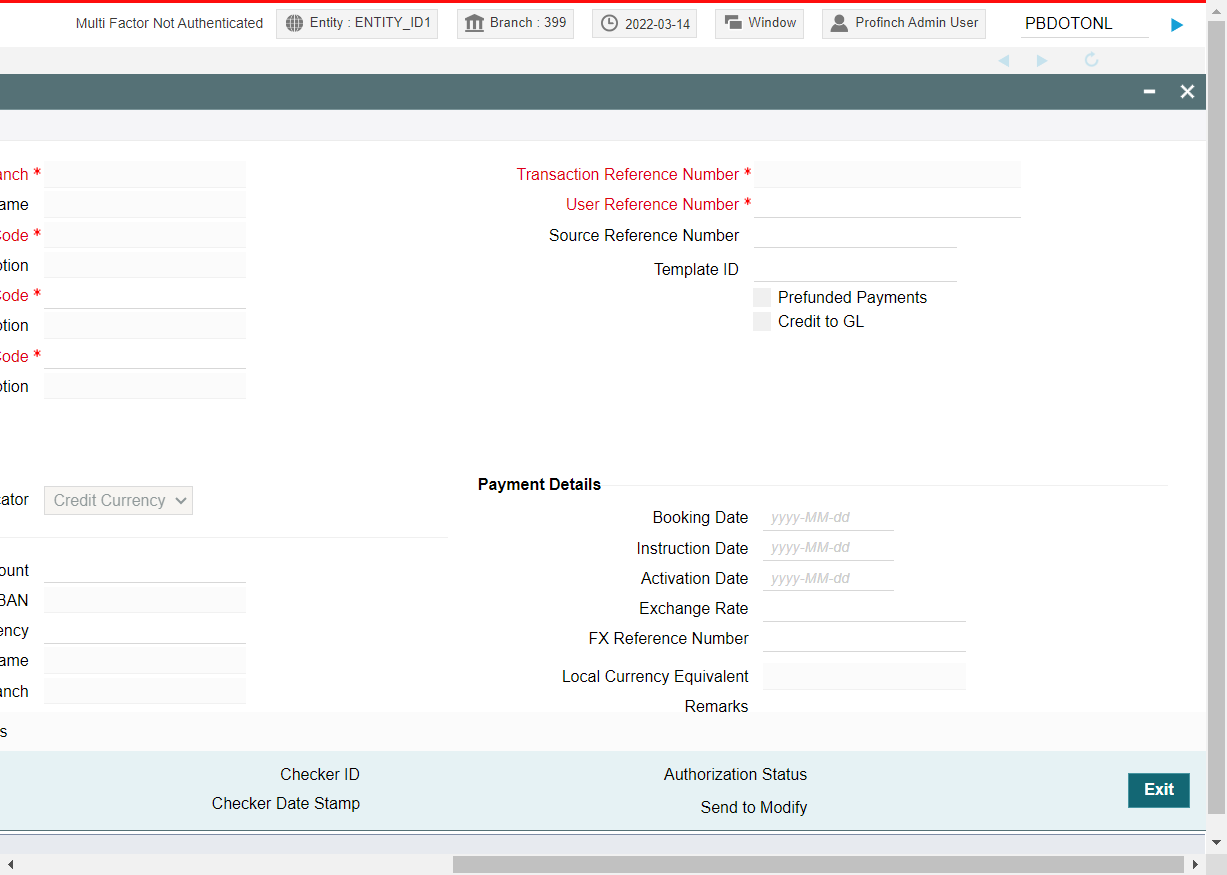 Multi Factor Not Authenticated Entity : ENTITY_ID1 Branch : 399 2022-03-14 Window Profinch Admin User PBDOTONL
anch *
Transaction Reference Number *
ame
User Reference Number *
Code *
Source Reference Number
ption
Template ID
Code *
Prefunded Payments
ption
Credit to GL
Code *
ption
Payment Details
cator Credit Currency
Booking Date yyyy-MM-dd
Instruction Date yyyy-MM-dd
ount
Activation Date yyyy-MM-dd
BAN
Exchange Rate
ency
FX Reference Number
ame
Local Currency Equivalent
anch
Remarks
s
Checker ID
Authorization Status
Exit
Checker Date Stamp
Send to Modify